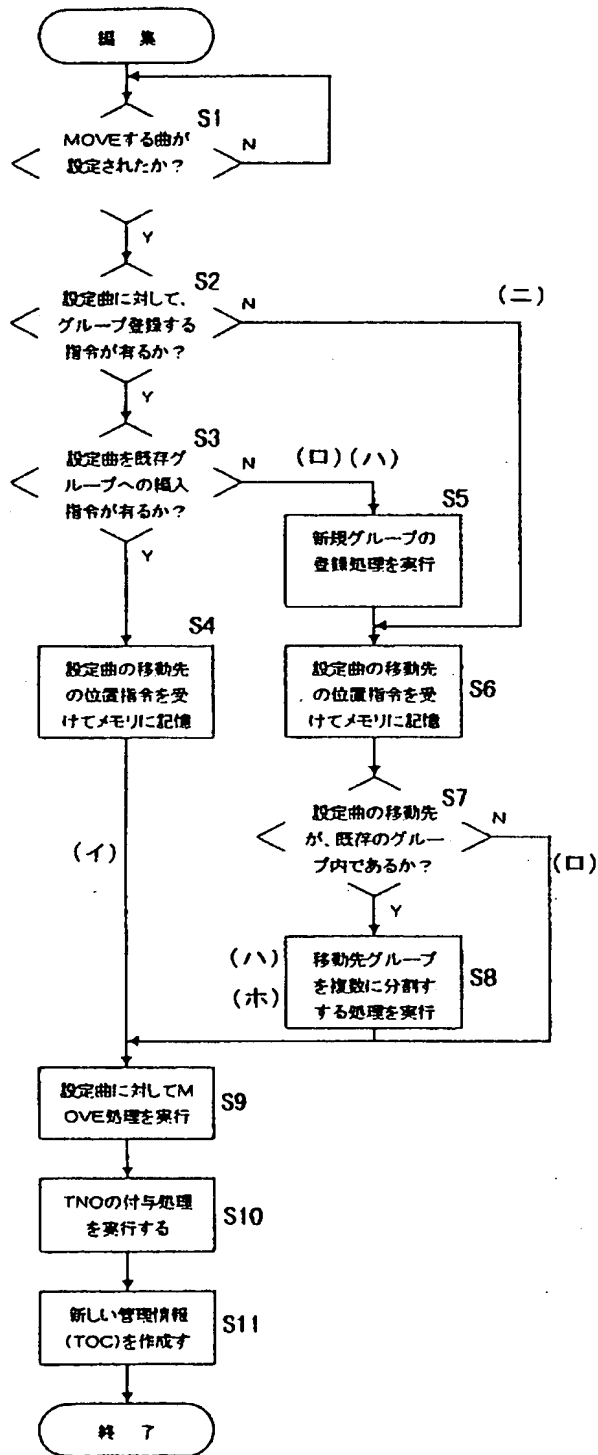 編 集
S1
MOVEする曲が
設定されたか？
N
Y
S2
設定曲に対して、
グループ登録する
指令が有るか？
N
(ニ)
Y
S3
設定曲を既存グ
ループへの編入
指令が有るか？
N
(ロ)(ハ)
Y
S5
新規グループの
登録処理を実行
S4
設定曲の移動先
の位置指令を受
けてメモリに記憶
設定曲の移動先
の位置指令を受
けてメモリに記憶
S6
S7
設定曲の移動先
が、既存のグルー
プ内であるか？
N
(イ)
(ロ)
Y
(ハ)
(ホ)
移動先グループ
を複数に分割す
する処理を実行
S8
設定曲に対してM
OVE処理を実行
S9
TNOの付与処理
を実行する
S10
新しい管理情報
(TOC)を作成す
S11
終 了